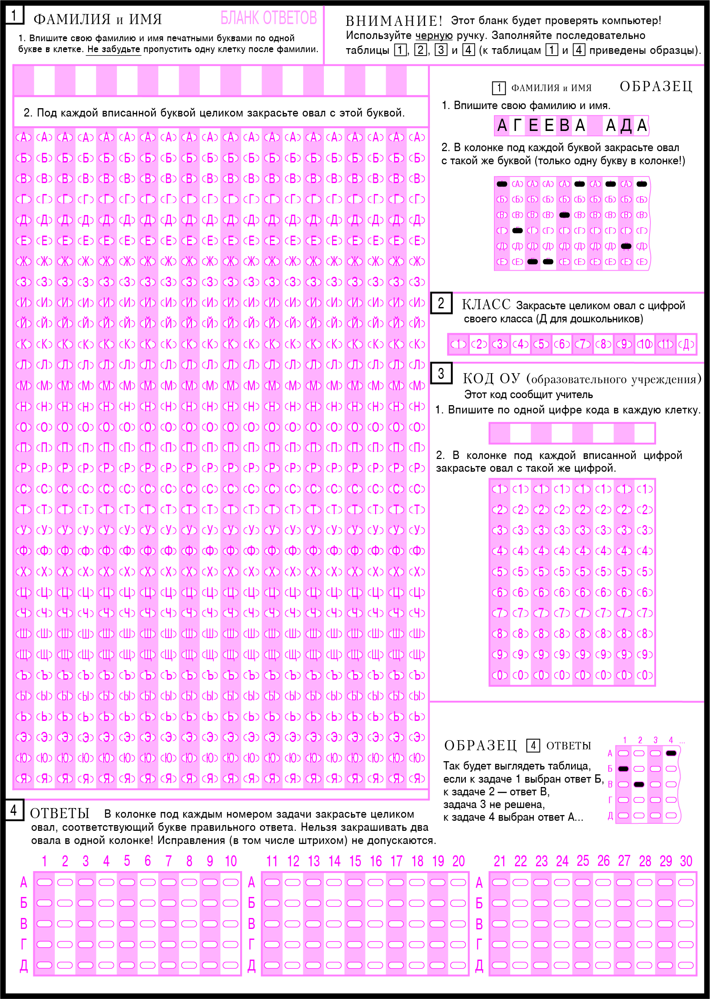 1 ФАМИЛИЯ и ИМЯ БЛАНК ОТВЕТОВ
1. Впишите свою фамилию и имя печатными буквами по одной
букве в клетке. Не забудьте пропустить одну клетку после фамилии.
ВНИМАНИЕ! Этот бланк будет проверять компьютер!
Используйте черную ручку. Заполняйте последовательно
таблицы 1, 2, 3 и 4 (к таблицам 1 и 4 приведены образцы).
2. Под каждой вписанной буквой целиком закрасьте овал с этой буквой.
А А А А А А А А А А А А А А А А А А А А
Б Б Б Б Б Б Б Б Б Б Б Б Б Б Б Б Б Б Б Б
В В В В В В В В В В В В В В В В В В В В
Г Г Г Г Г Г Г Г Г Г Г Г Г Г Г Г Г Г Г Г
Д Д Д Д Д Д Д Д Д Д Д Д Д Д Д Д Д Д Д Д
Е Е Е Е Е Е Е Е Е Е Е Е Е Е Е Е Е Е Е Е
Ж Ж Ж Ж Ж Ж Ж Ж Ж Ж Ж Ж Ж Ж Ж Ж Ж Ж Ж Ж
З З З З З З З З З З З З З З З З З З З З
И И И И И И И И И И И И И И И И И И И И
Й Й Й Й Й Й Й Й Й Й Й Й Й Й Й Й Й Й Й Й
К К К К К К К К К К К К К К К К К К К К
Л Л Л Л Л Л Л Л Л Л Л Л Л Л Л Л Л Л Л Л
М М М М М М М М М М М М М М М М М М М М
Н Н Н Н Н Н Н Н Н Н Н Н Н Н Н Н Н Н Н Н
О О О О О О О О О О О О О О О О О О О О
П П П П П П П П П П П П П П П П П П П П
Р Р Р Р Р Р Р Р Р Р Р Р Р Р Р Р Р Р Р Р
С С С С С С С С С С С С С С С С С С С С
Т Т Т Т Т Т Т Т Т Т Т Т Т Т Т Т Т Т Т Т
У У У У У У У У У У У У У У У У У У У У
Ф Ф Ф Ф Ф Ф Ф Ф Ф Ф Ф Ф Ф Ф Ф Ф Ф Ф Ф Ф
Х Х Х Х Х Х Х Х Х Х Х Х Х Х Х Х Х Х Х Х
Ц Ц Ц Ц Ц Ц Ц Ц Ц Ц Ц Ц Ц Ц Ц Ц Ц Ц Ц Ц
Ч Ч Ч Ч Ч Ч Ч Ч Ч Ч Ч Ч Ч Ч Ч Ч Ч Ч Ч Ч
Ш Ш Ш Ш Ш Ш Ш Ш Ш Ш Ш Ш Ш Ш Ш Ш Ш Ш Ш Ш
Щ Щ Щ Щ Щ Щ Щ Щ Щ Щ Щ Щ Щ Щ Щ Щ Щ Щ Щ Щ
Ъ Ъ Ъ Ъ Ъ Ъ Ъ Ъ Ъ Ъ Ъ Ъ Ъ Ъ Ъ Ъ Ъ Ъ Ъ Ъ
Ы Ы Ы Ы Ы Ы Ы Ы Ы Ы Ы Ы Ы Ы Ы Ы Ы Ы Ы Ы
Ь Ь Ь Ь Ь Ь Ь Ь Ь Ь Ь Ь Ь Ь Ь Ь Ь Ь Ь Ь
Э Э Э Э Э Э Э Э Э Э Э Э Э Э Э Э Э Э Э Э
Ю Ю Ю Ю Ю Ю Ю Ю Ю Ю Ю Ю Ю Ю Ю Ю Ю Ю Ю Ю
Я Я Я Я Я Я Я Я Я Я Я Я Я Я Я Я Я Я Я Я
1 ФАМИЛИЯ и ИМЯ ОБРАЗЕЦ
1. Впишите свою фамилию и имя.
АГЕЕВА АДА
2. В колонке под каждой буквой закрасьте овал
с такой же буквой (только одну букву в колонке!)
А А А А А А
Б Б Б Б Б Б Б Б Б Б
В В В В В В В В В
Г Г Г Г Г Г Г Г Г
Д Д Д Д Д Д Д Д Д
Е Е Е Е Е Е Е Е
2 КЛАСС Закрасьте целиком овал с цифрой
своего класса (Д для дошкольников)
1 2 3 4 5 6 7 8 9 10 11 Д
3 КОД ОУ (образовательного учреждения)
Этот код сообщит учитель
1. Впишите по одной цифре кода в каждую клетку.
2. В колонке под каждой вписанной цифрой
закрасьте овал с такой же цифрой.
1 1 1 1 1 1 1 1
2 2 2 2 2 2 2 2
3 3 3 3 3 3 3 3
4 4 4 4 4 4 4 4
5 5 5 5 5 5 5 5
6 6 6 6 6 6 6 6
7 7 7 7 7 7 7 7
8 8 8 8 8 8 8 8
9 9 9 9 9 9 9 9
0 0 0 0 0 0 0 0
ОБРАЗЕЦ 4 ОТВЕТЫ
Так будет выглядеть таблица,
если к задаче 1 выбран ответ Б,
к задаче 2 — ответ В,
задача 3 не решена,
к задаче 4 выбран ответ А...
1 2 3 4 ...
А
Б
В
Г
Д
4 ОТВЕТЫ В колонке под каждым номером задачи закрасьте целиком
овал, соответствующий букве правильного ответа. Нельзя закрашивать два
овала в одной колонке! Исправления (в том числе штрихом) не допускаются.
1 2 3 4 5 6 7 8 9 10 11 12 13 14 15 16 17 18 19 20 21 22 23 24 25 26 27 28 29 30
А А А
Б Б Б
В В В
Г Г Г
Д Д Д